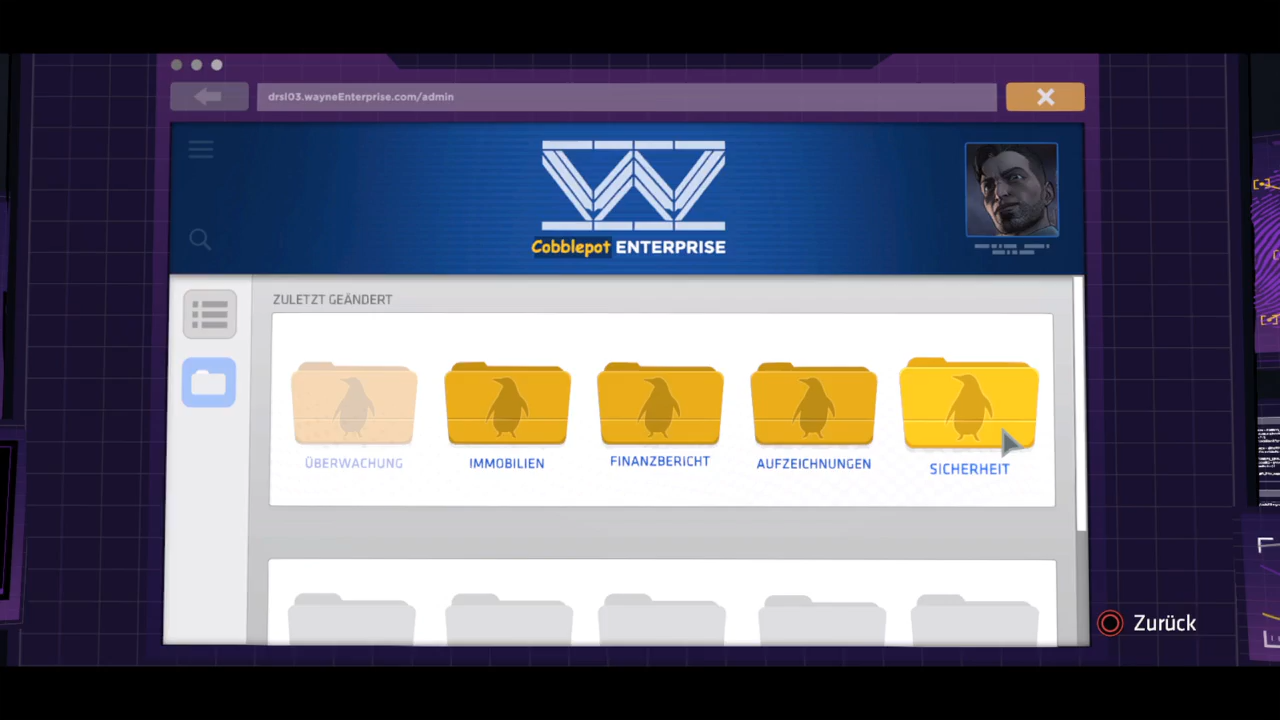 drsl03.wayneEnterprise.com/admin
Cobblepot ENTERPRISE
ZULETZT GEÄNDERT
ÜBERWACHUNG
IMMOBILIEN
FINANZBERICHT
AUFZEICHNUNGEN
SICHERHEIT
Zurück